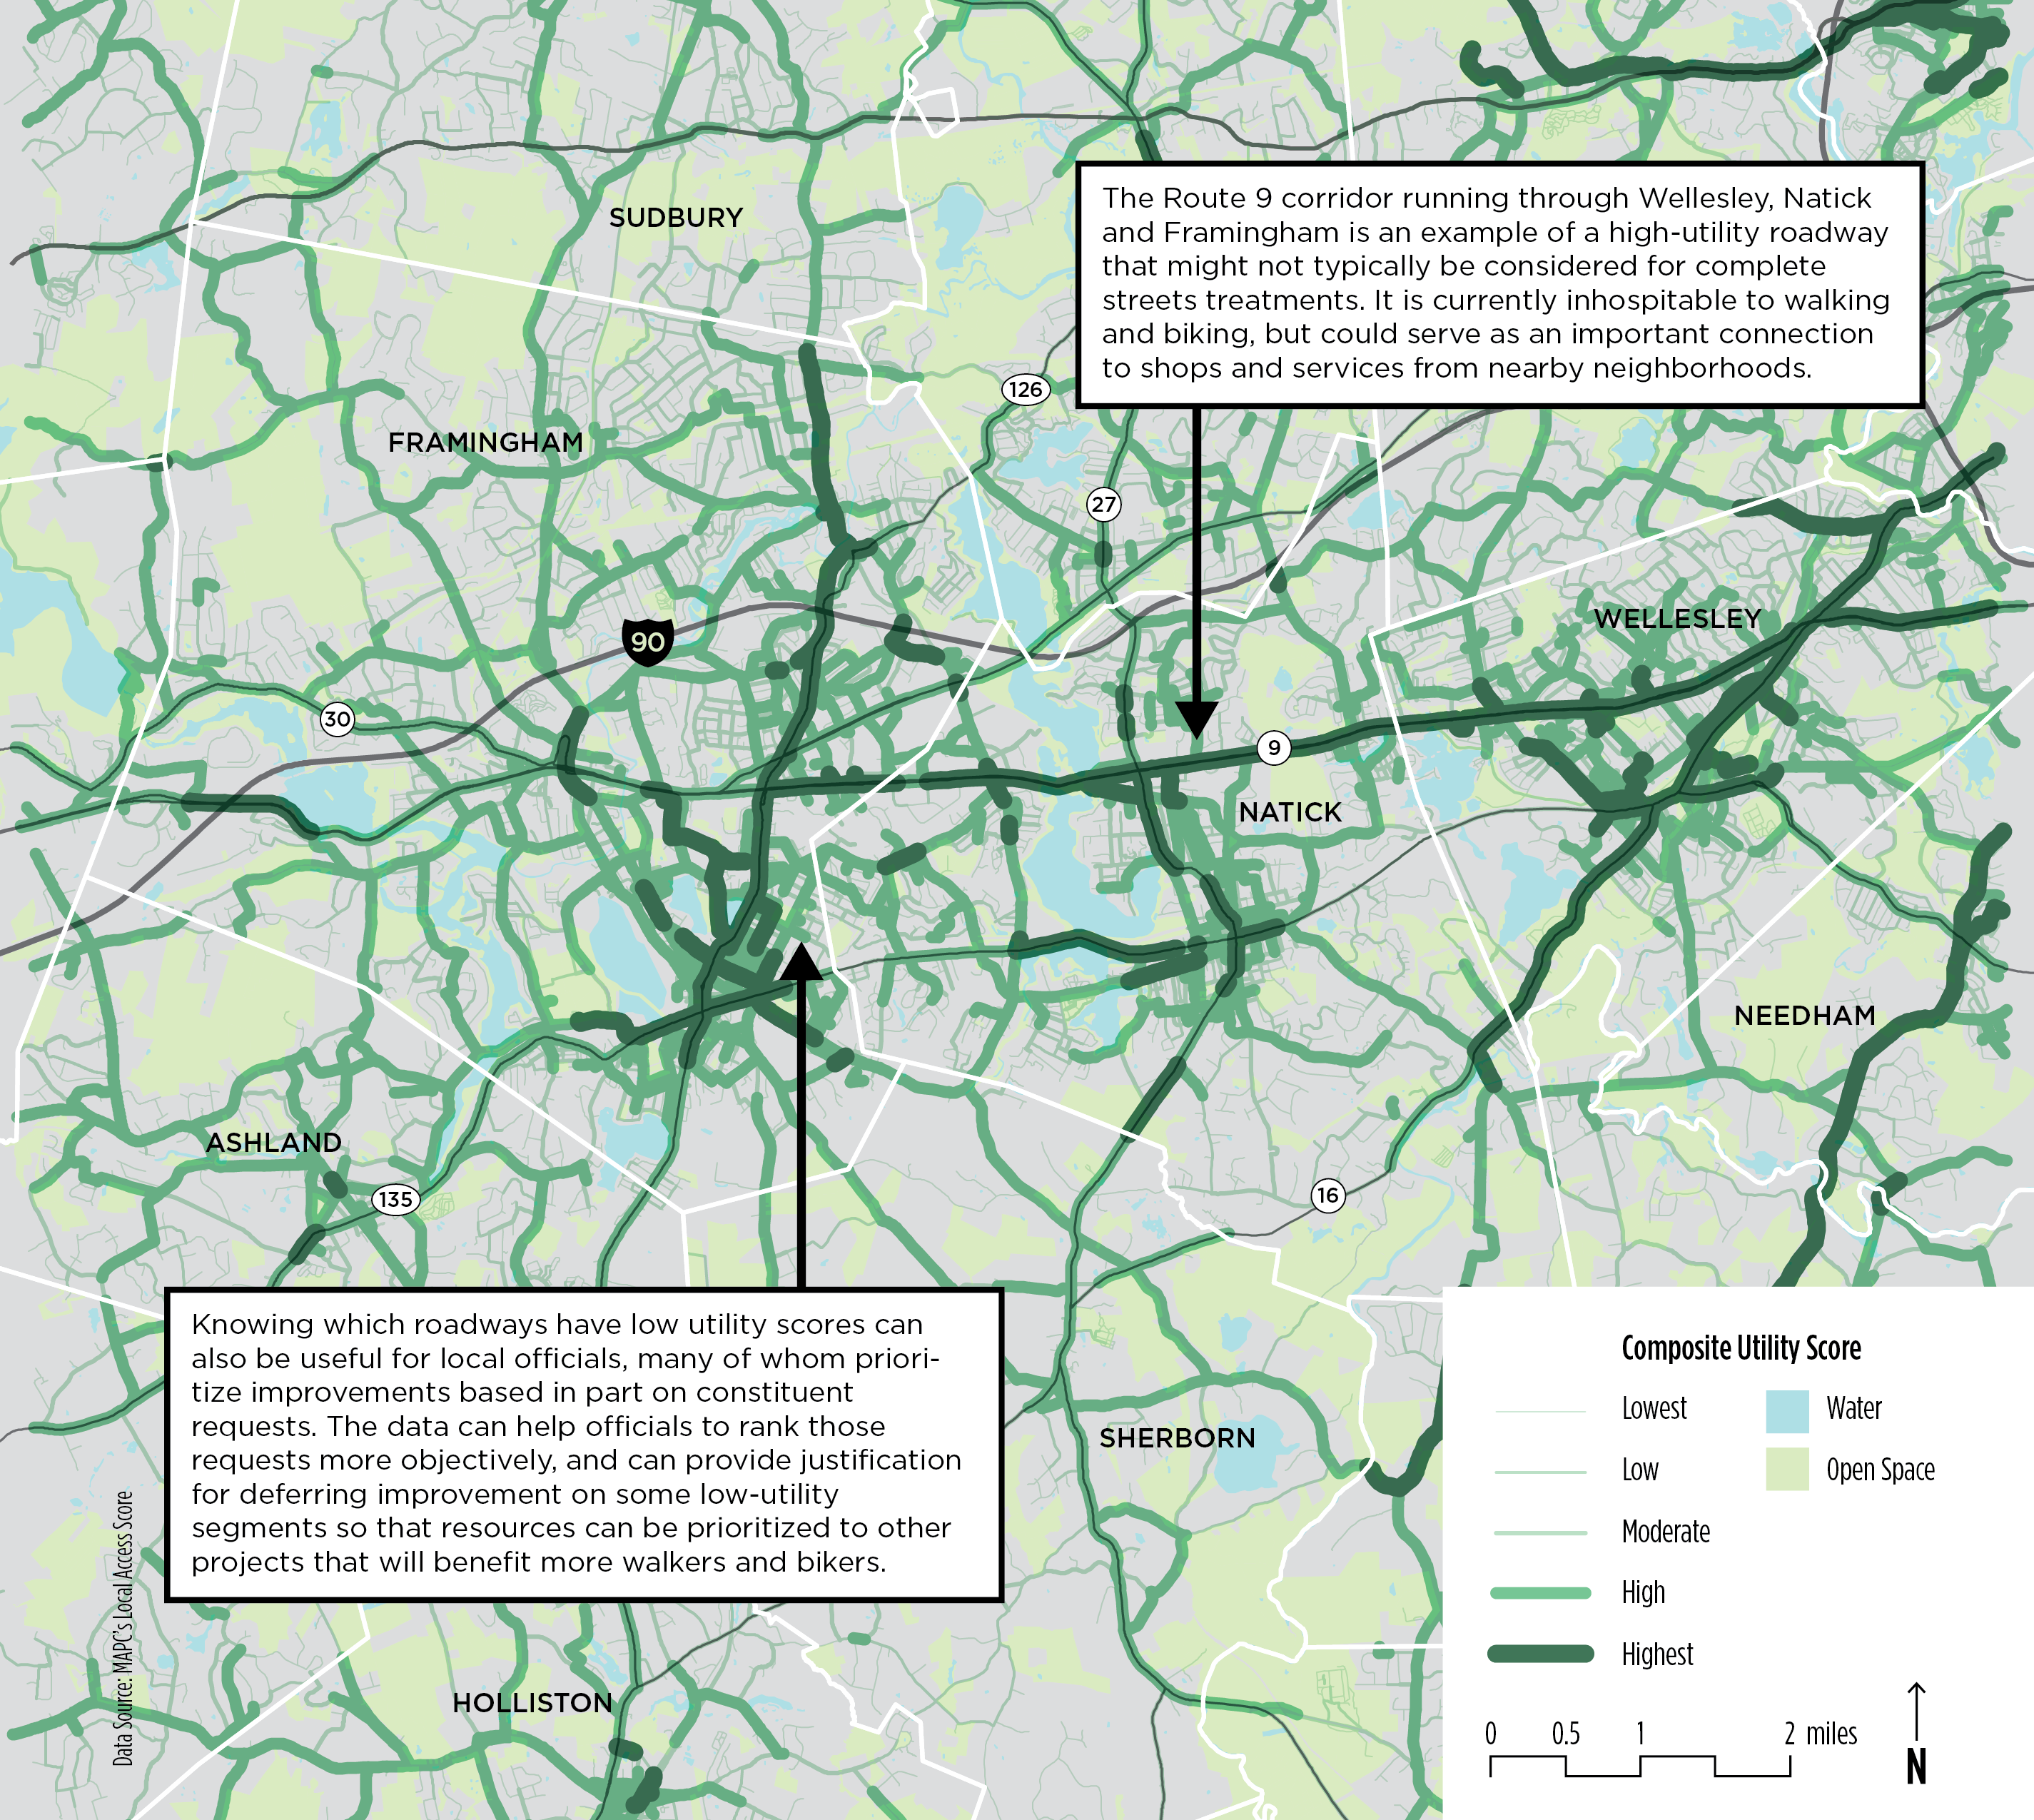 SUDBURY
The Route 9 corridor running through Wellesley, Natick
and Framingham is an example of a high-utility roadway
that might not typically be considered for complete
streets treatments. It is currently inhospitable to walking
and biking, but could serve as an important connection
to shops and services from nearby neighborhoods.
126
FRAMINGHAM
27
WELLESLEY
90
30
9
NATICK
NEEDHAM
ASHLAND
135
16
Knowing which roadways have low utility scores can
also be useful for local officials, many of whom priori-
tize improvements based in part on constituent
requests. The data can help officials to rank those
requests more objectively, and can provide justification
for deferring improvement on some low-utility
segments so that resources can be prioritized to other
projects that will benefit more walkers and bikers.
SHERBORN
HOLLISTON
Data Source: MAPC's Local Access Score
Composite Utility Score
Lowest
Low
Moderate
High
Highest
Water
Open Space
0 0.5 1 2 miles
N